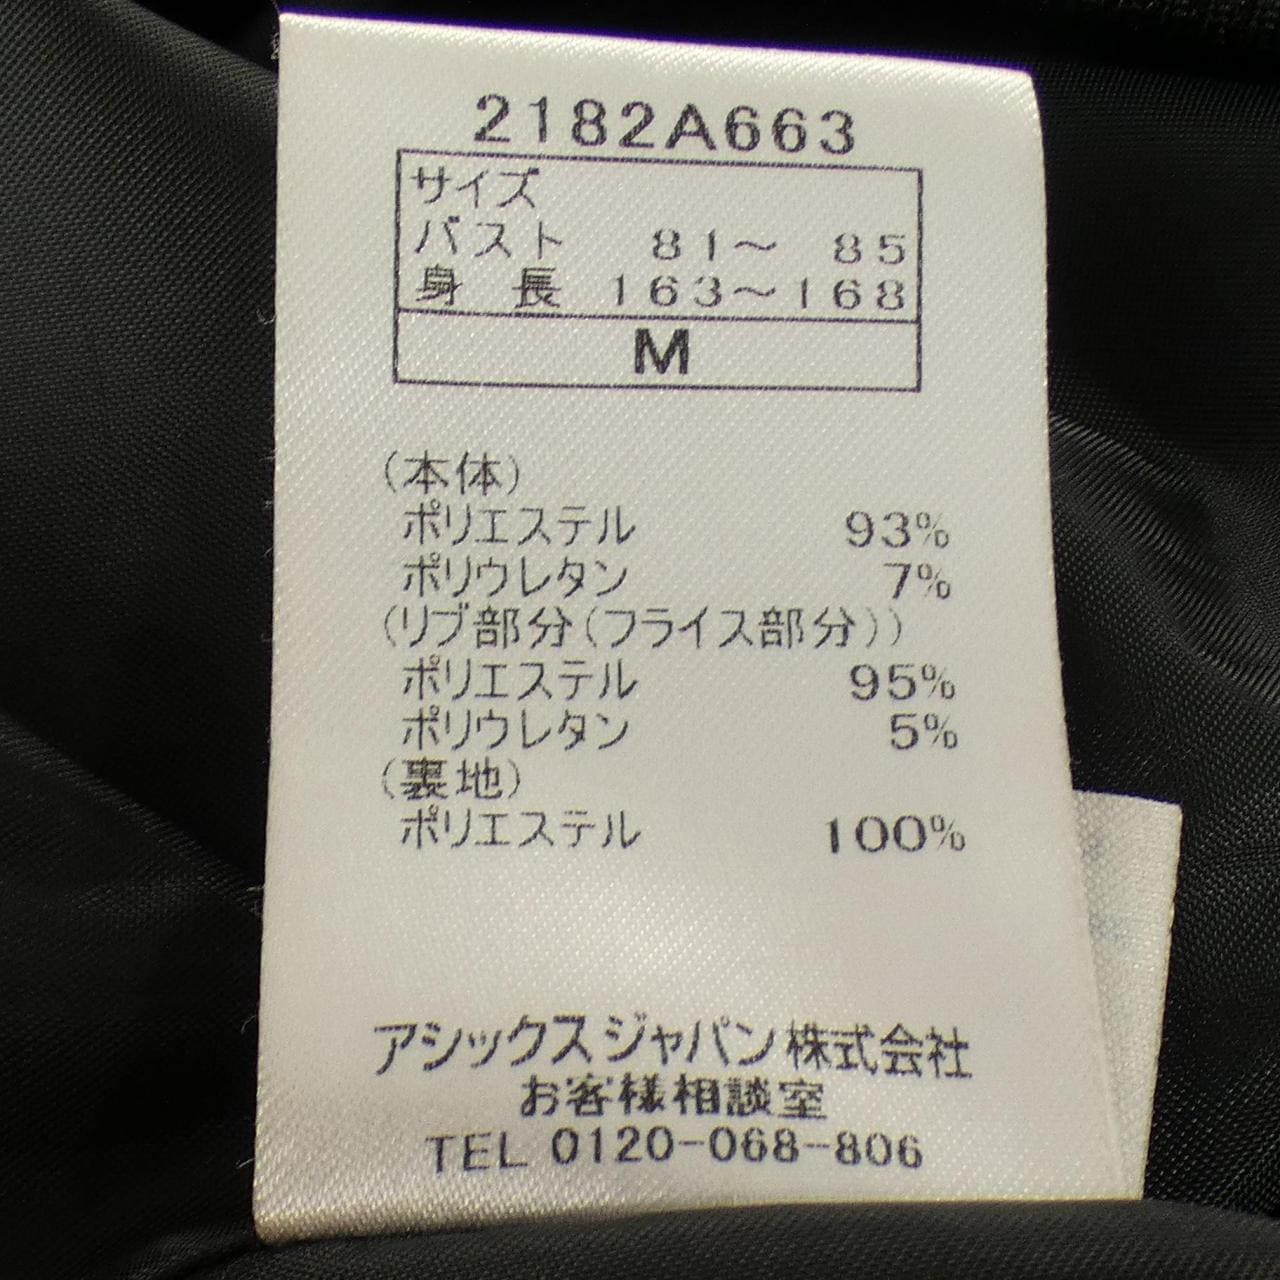 2182A663
サイズ
バスト 81〜 85
身 長 163〜168
M
(本体)
ポリエステル 93%
ポリウレタン 7%
(リブ部分(フライス部分))
ポリエステル 95%
ポリウレタン 5%
(裏地)
ポリエステル 100%
アシックスジャパン株式会社
お客様相談室
TEL 0120-068-806